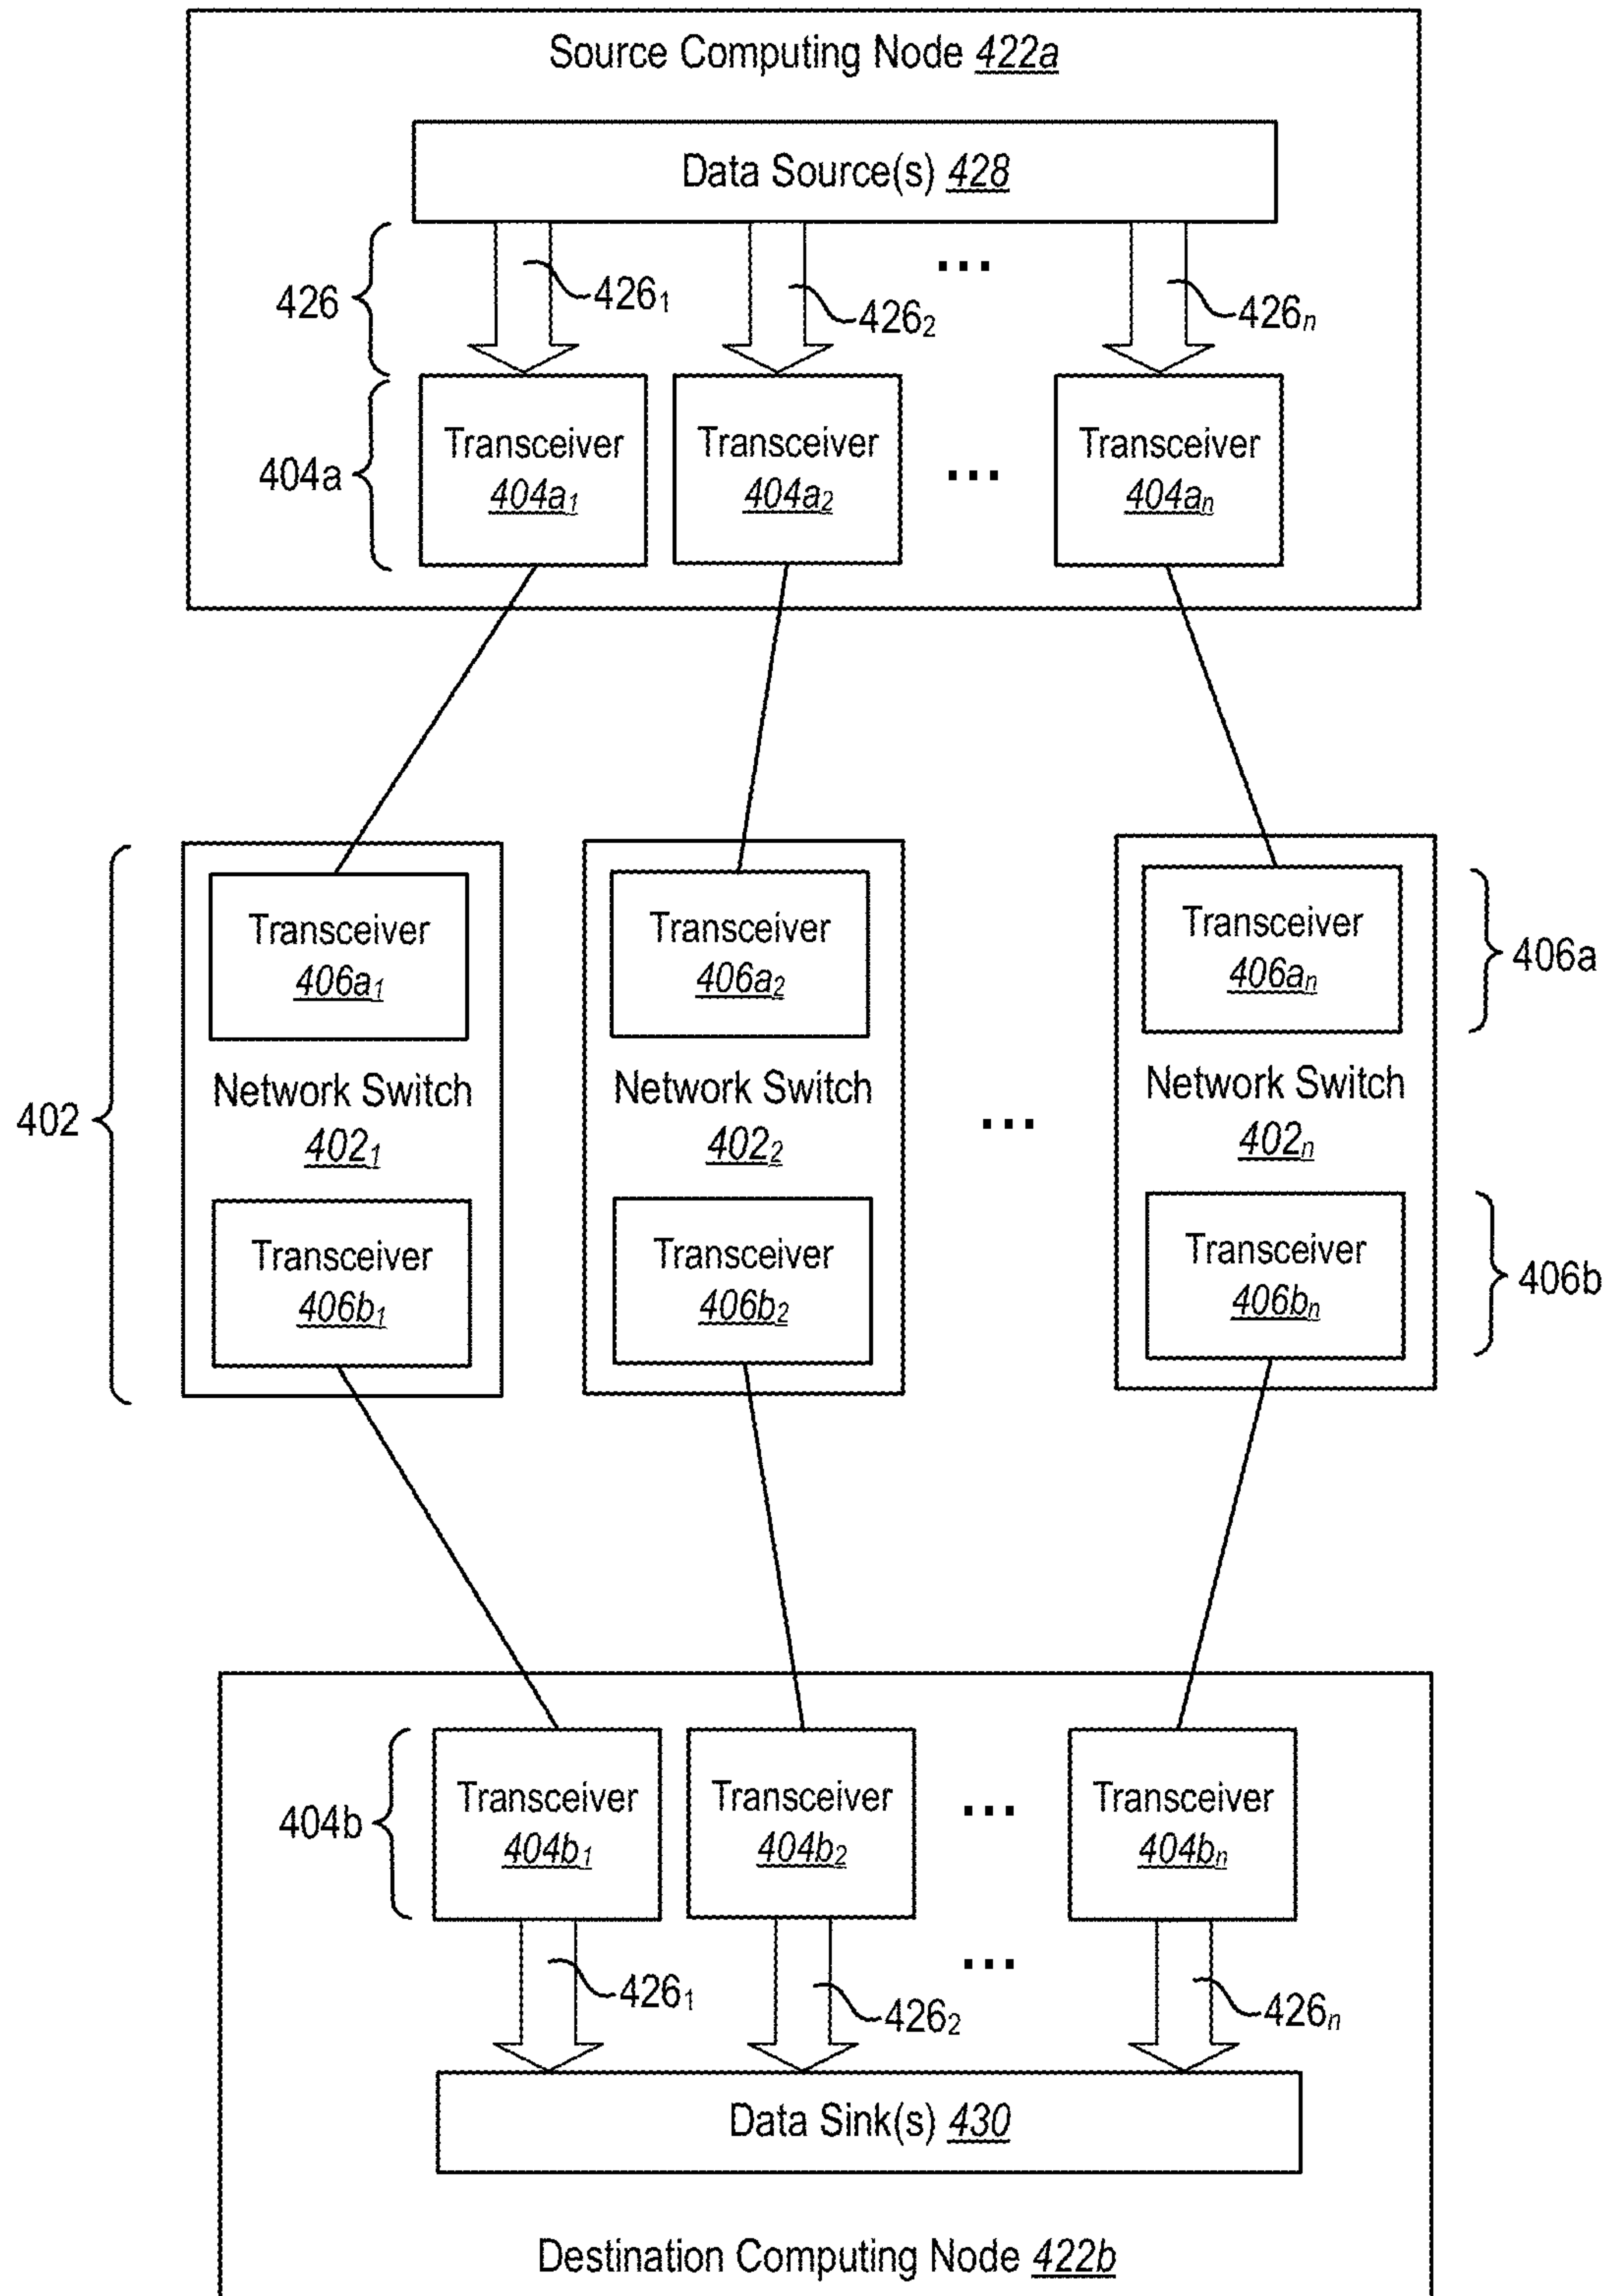 Source Computing Node 422a
Data Source(s) 428
426
426₁
426₂
...
426ₙ
404a
Transceiver
404a₁
Transceiver
404a₂
...
Transceiver
404aₙ
402
Transceiver
406a₁
Network Switch
402₁
Transceiver
406b₁
Transceiver
406a₂
Network Switch
402₂
Transceiver
406b₂
...
Transceiver
406aₙ
Network Switch
402ₙ
Transceiver
406bₙ
406a
406b
404b
Transceiver
404b₁
Transceiver
404b₂
...
Transceiver
404bₙ
426₁
426₂
...
426ₙ
Data Sink(s) 430
Destination Computing Node 422b